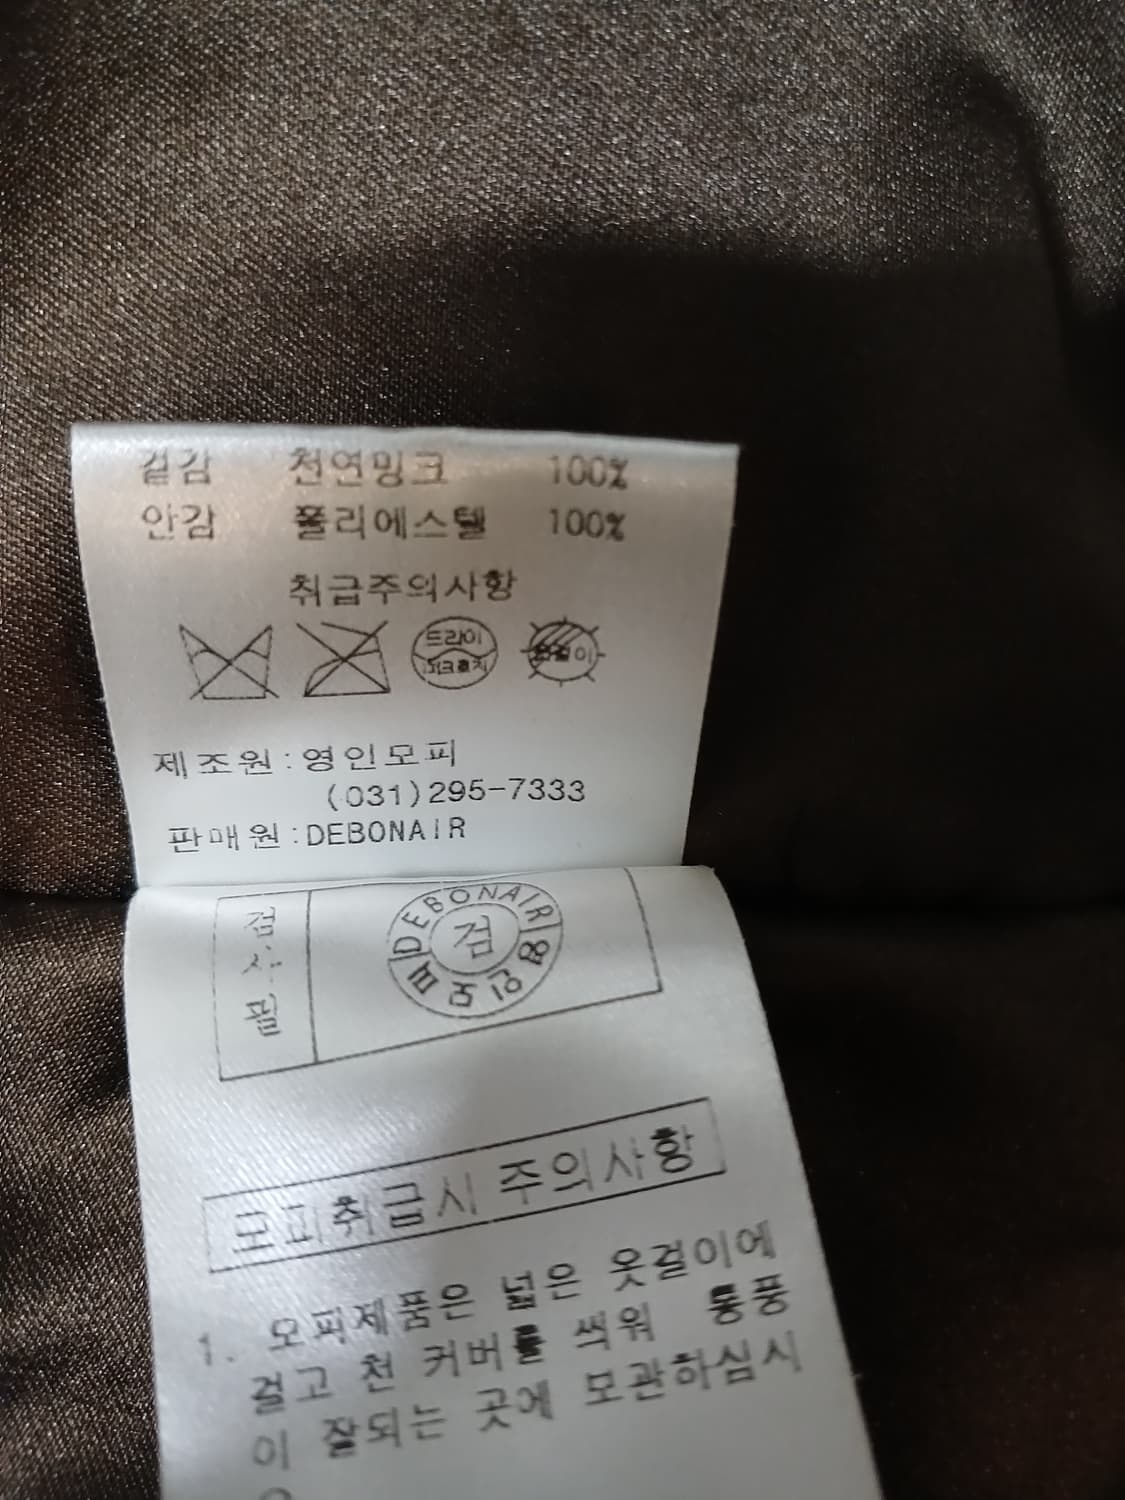 겉감 천연밍크 100%
안감 폴리에스텔 100%
취급주의사항
드라이
제조원:영인모피
(031)295-7333
판매원:DEBONAIR
검사필
DEBONAIR
검
영인모피
모피취급시 주의사항
1. 모피제품은 넓은 옷걸이에
걸고 천 커버를 씌워 통풍
이 잘되는 곳에 보관하십시